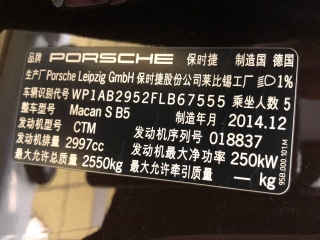 品牌 PORSCHE 保时捷 制造国 德国
生产厂 Porsche Leipzig GmbH 保时捷股份公司莱比锡工厂 1%
车辆识别代号 WP1AB2952FLB67555 乘坐人数 5
整车型号 Macan S B5 制造年月 2014.12
发动机型号 CTM 发动机序列号 018837
发动机排量 2997cc 发动机最大净功率 250kW
最大允许总质量 2550kg 最大允许牵引质量 — kg
95B.000.101.M